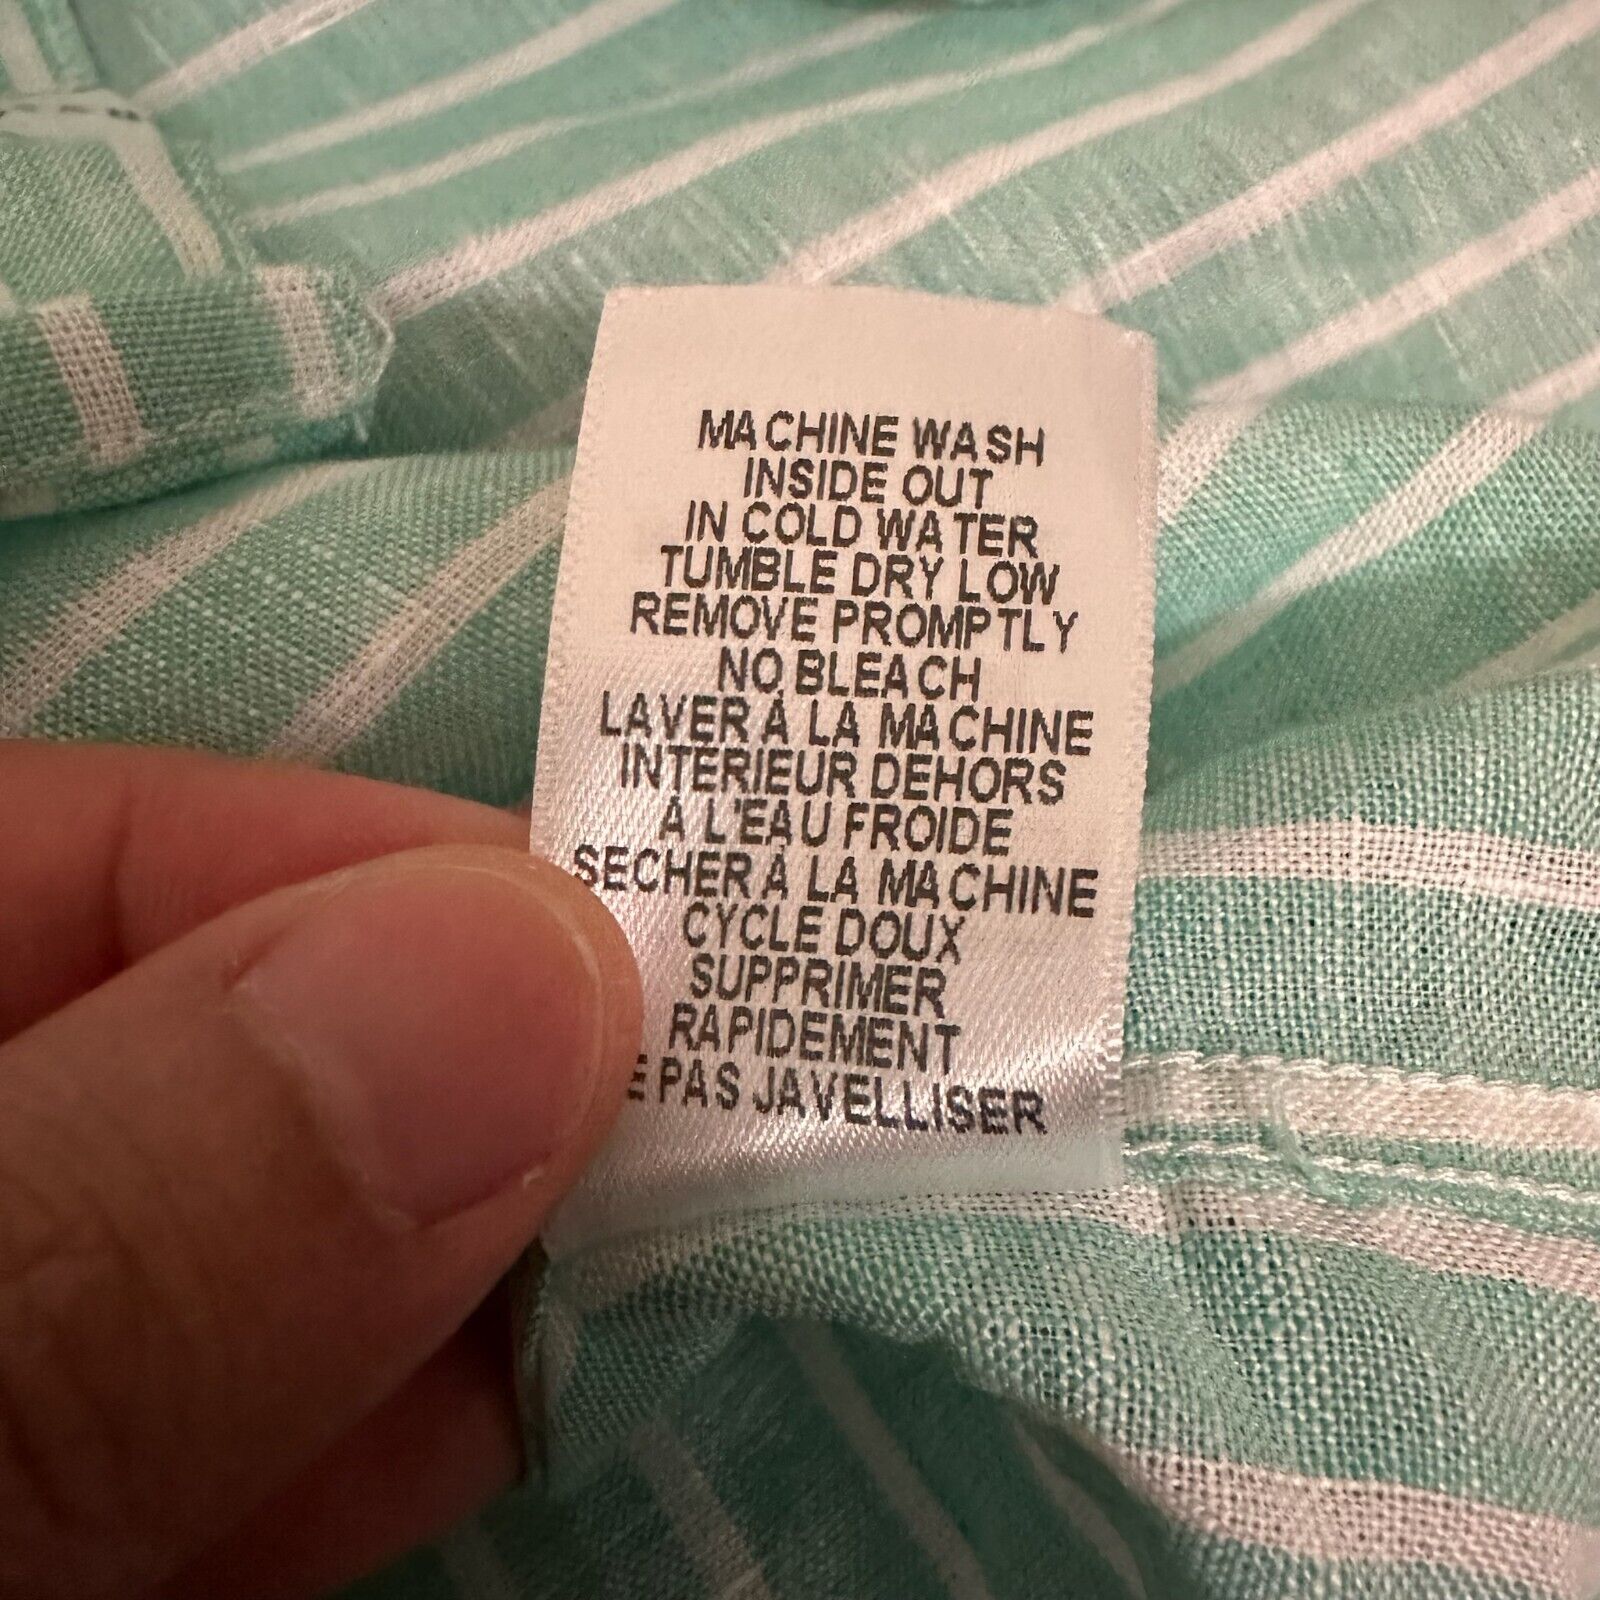 MACHINE WASH
INSIDE OUT
IN COLD WATER
TUMBLE DRY LOW
REMOVE PROMPTLY
NO BLEACH
LAVER À LA MACHINE
INTERIEUR DEHORS
À L'EAU FROIDE
SECHER À LA MACHINE
CYCLE DOUX
SUPPRIMER
RAPIDEMENT
E PAS JAVELLISER